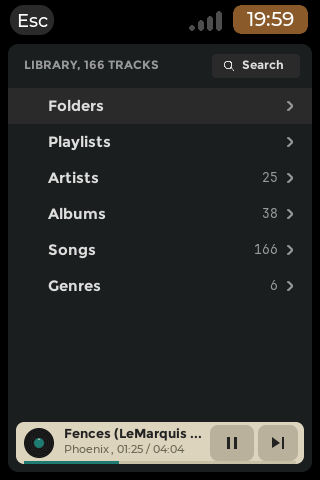 Esc
19:59
LIBRARY, 166 TRACKS
Search
Folders
Playlists
Artists 25
Albums 38
Songs 166
Genres 6
Fences (LeMarquis ...
Phoenix, 01:25 / 04:04